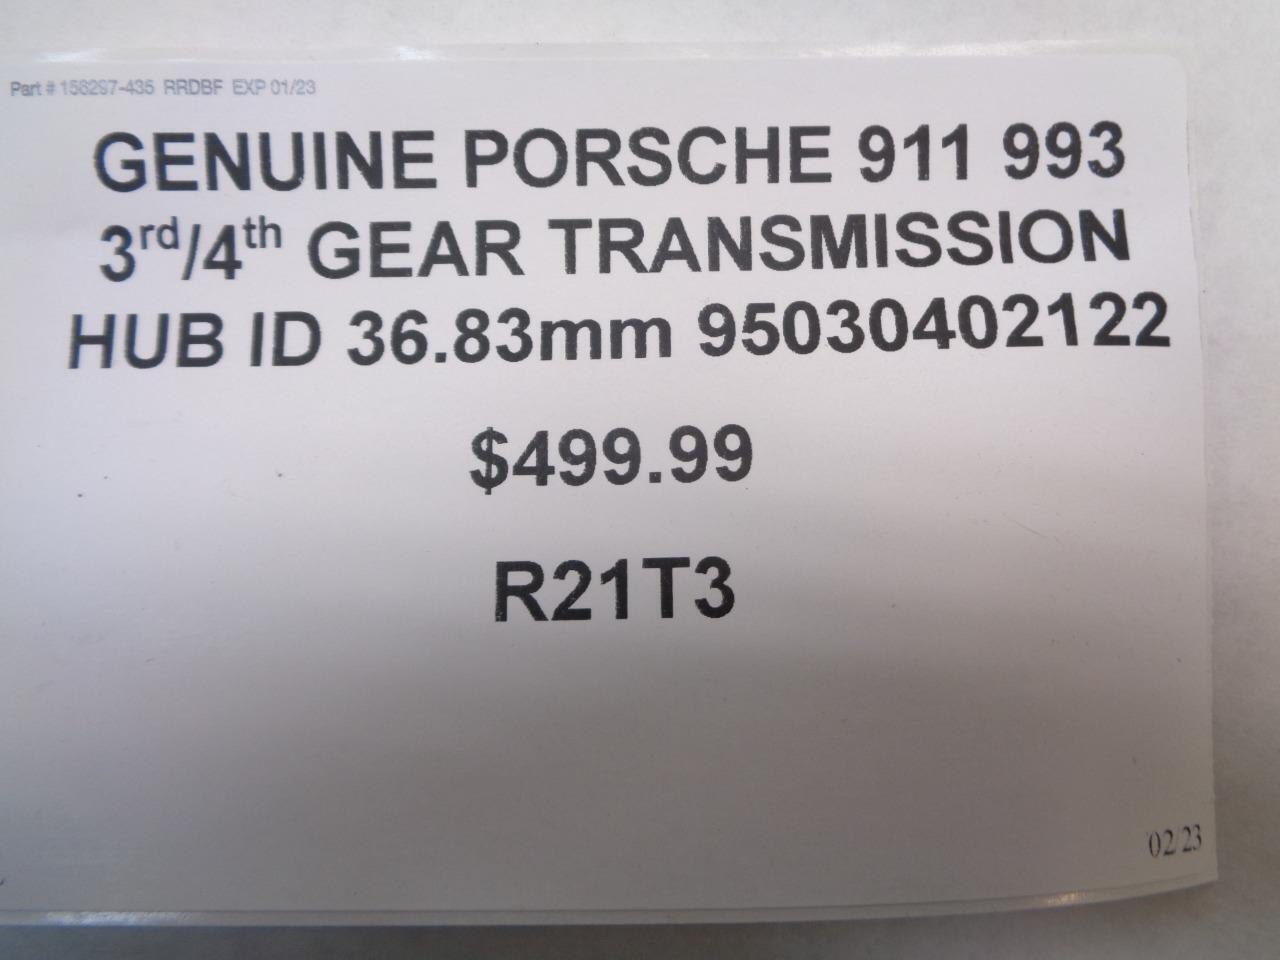 Part # 156297-435 RRDBF EXP 01/23
GENUINE PORSCHE 911 993
3rd/4th GEAR TRANSMISSION
HUB ID 36.83mm 95030402122
$499.99
R21T3
02/23